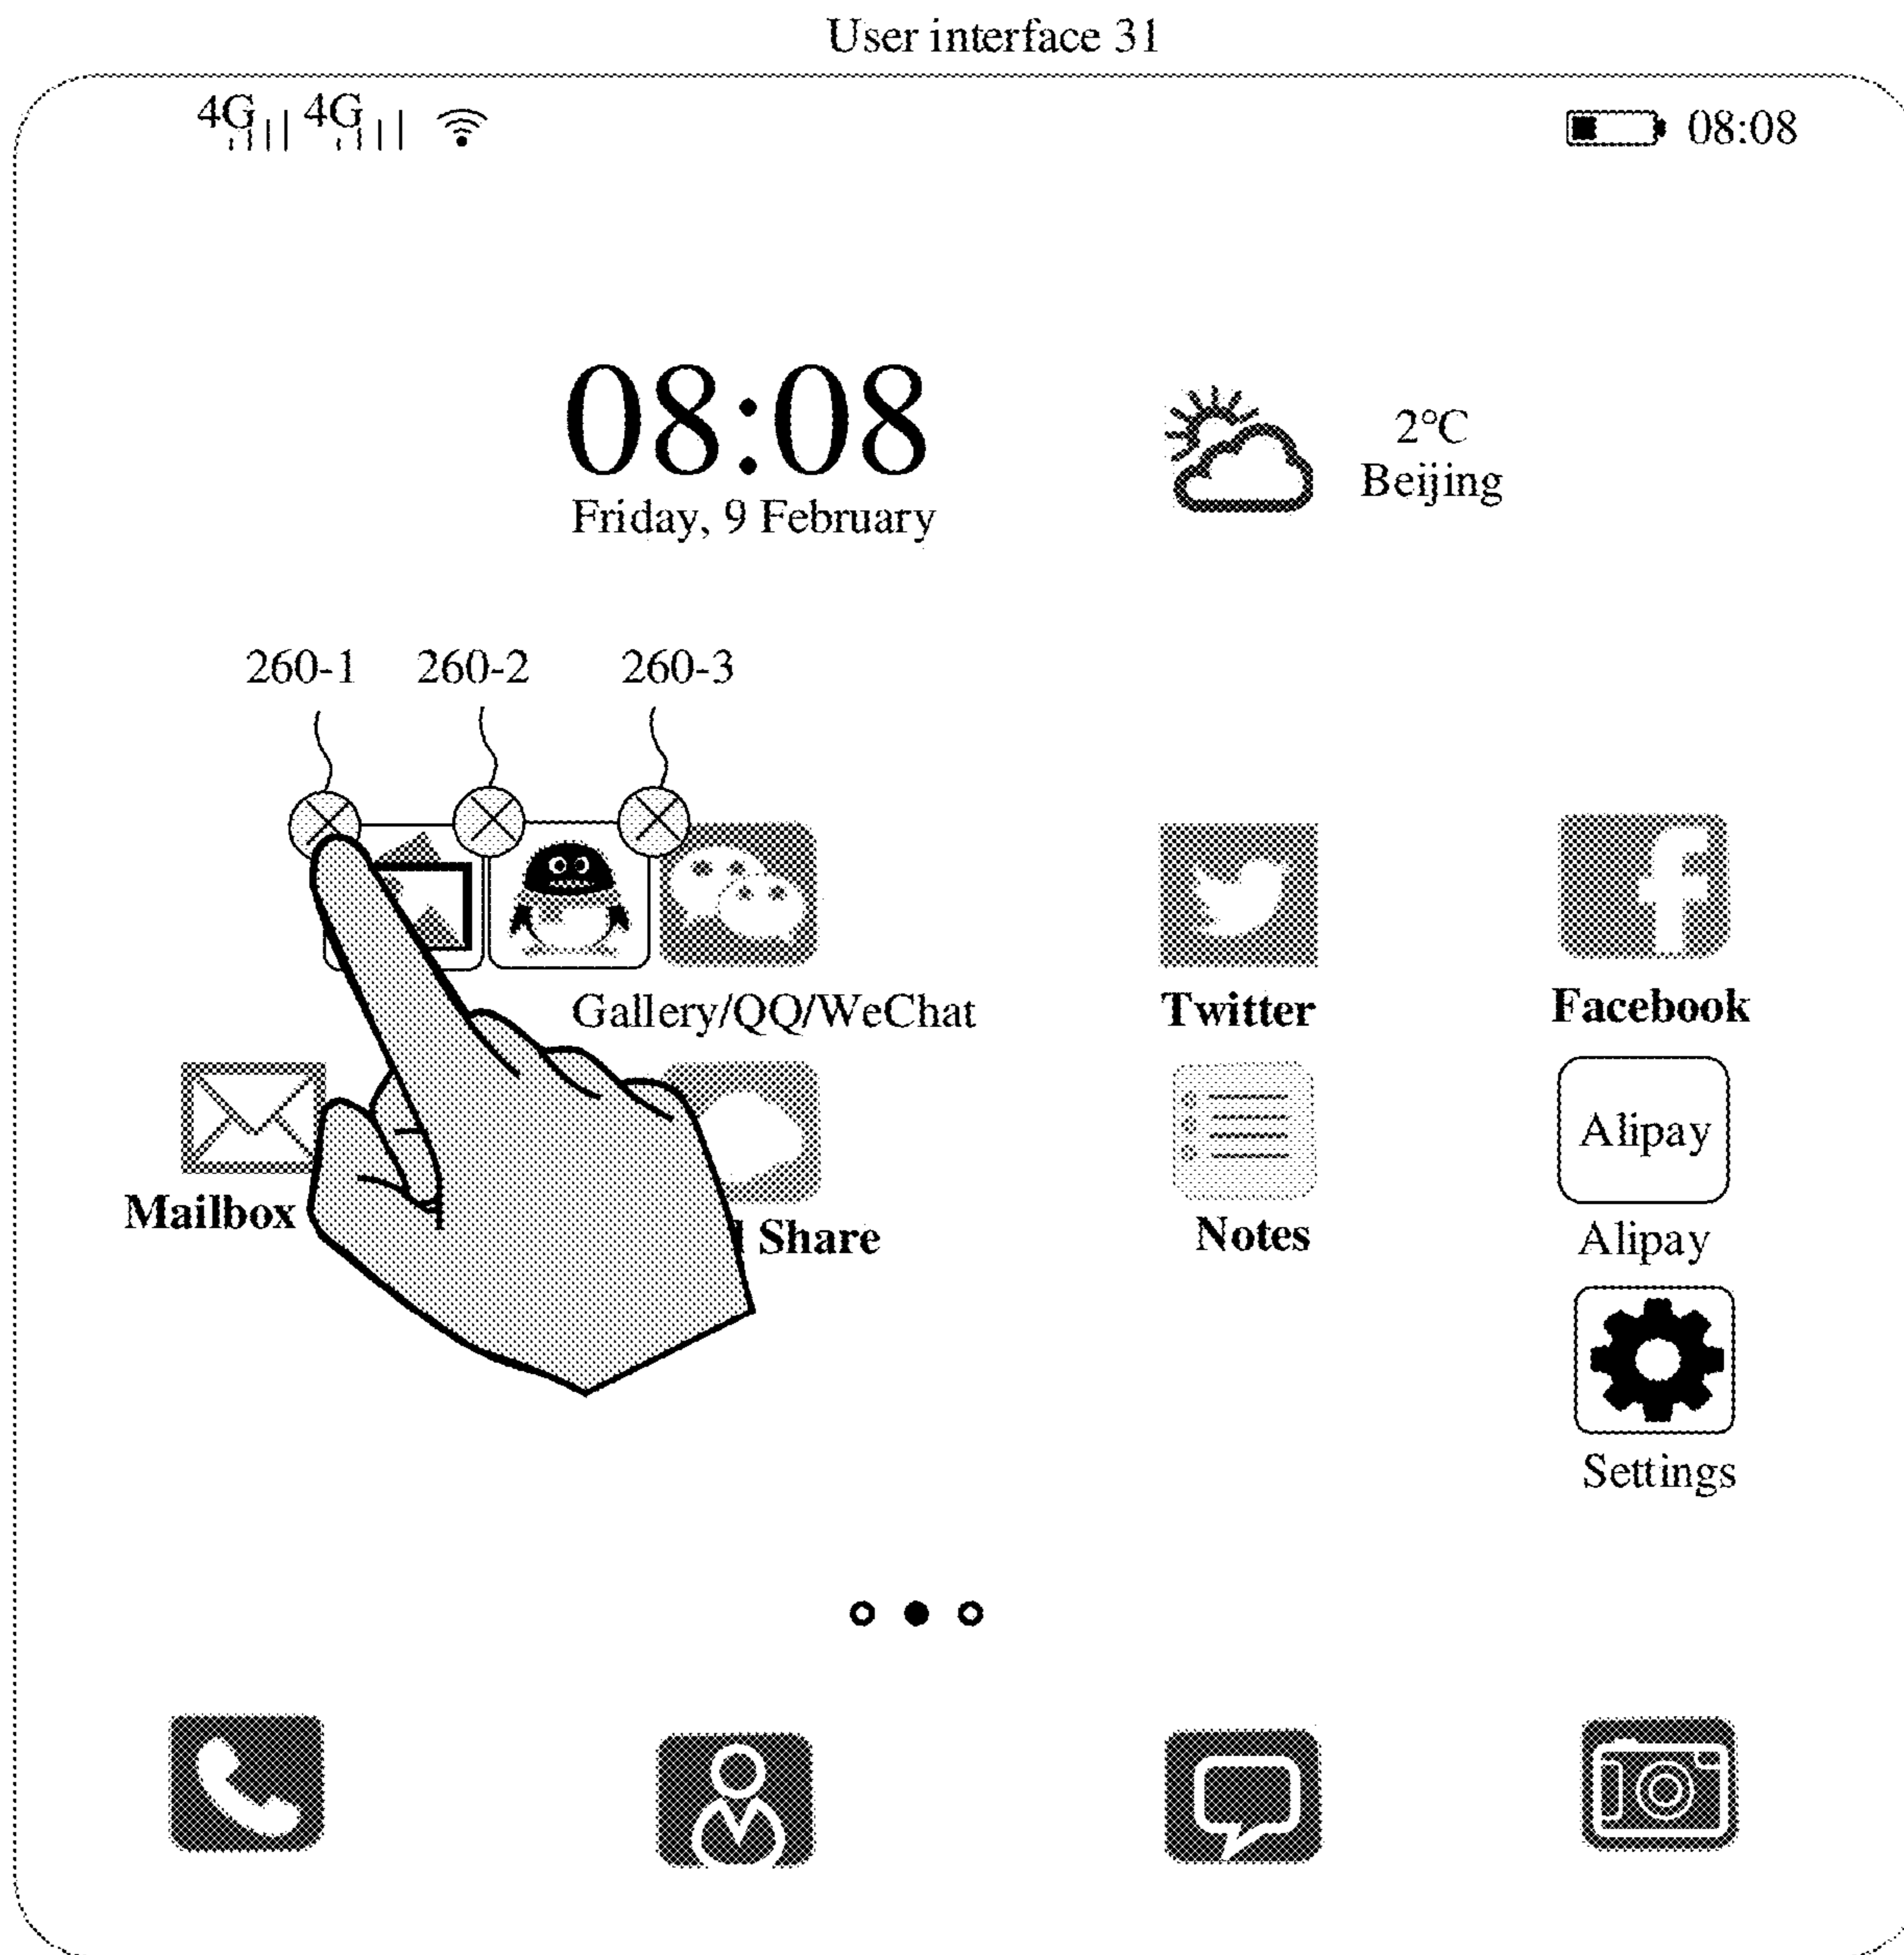 User interface 31
4G 4G 08:08
08:08
Friday, 9 February
2°C
Beijing
260-1 260-2 260-3
Gallery/QQ/WeChat
Twitter
Facebook
Alipay
Mailbox
Share
Notes
Alipay
Settings